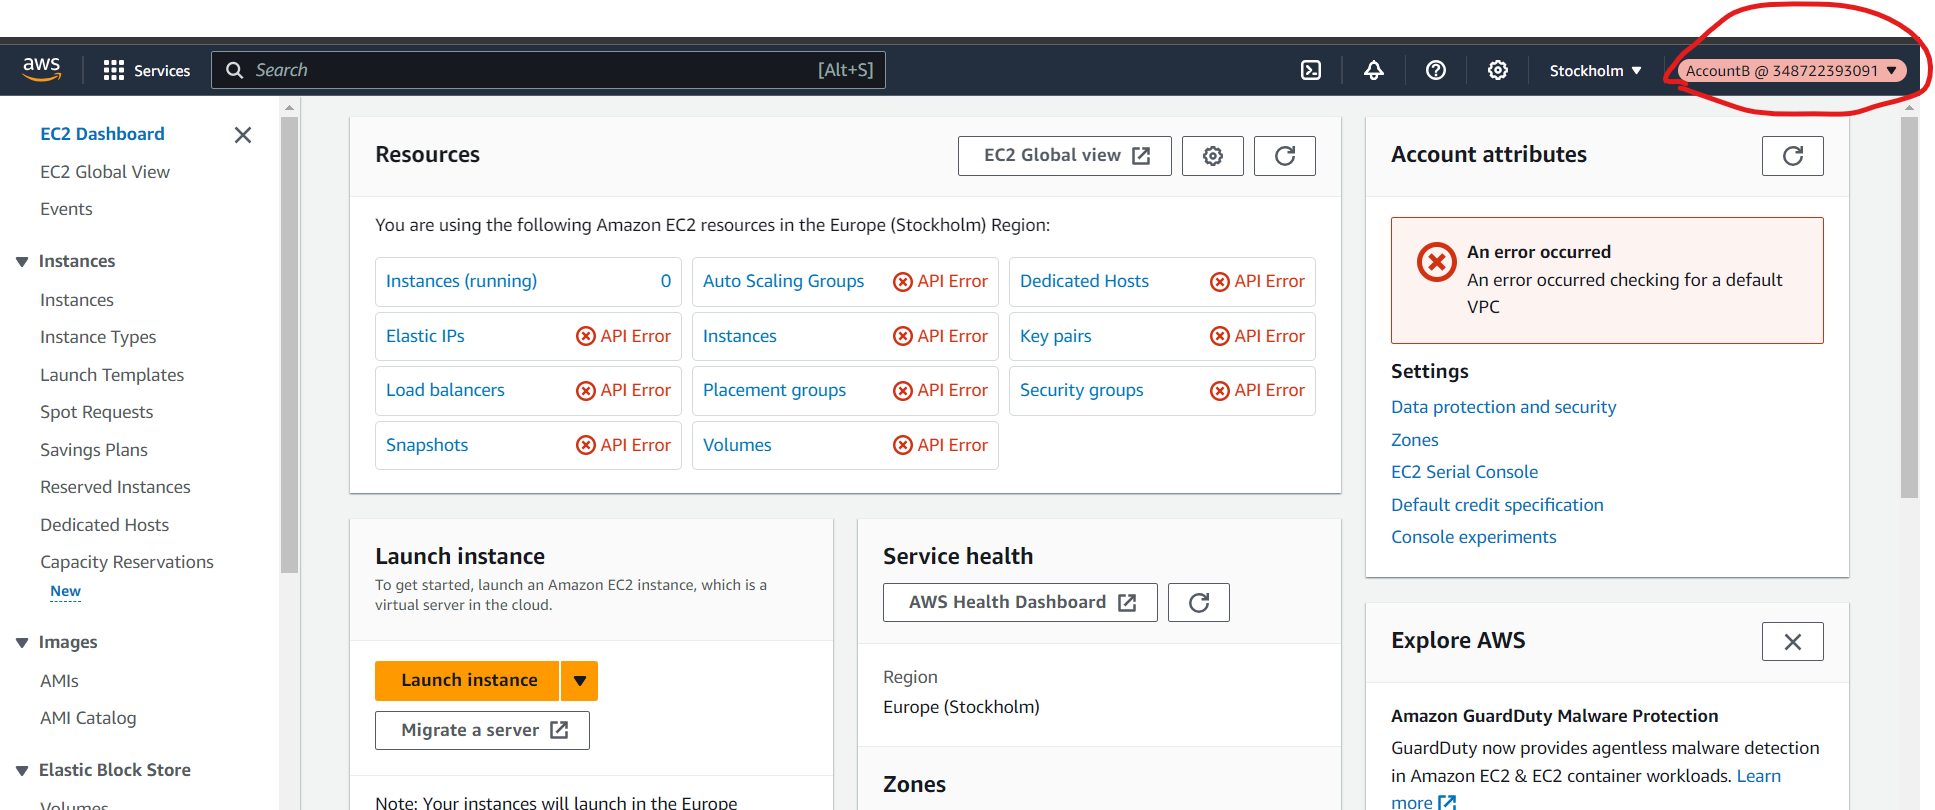 aws
Services
Search
[Alt+S]
Stockholm
AccountB @ 348722393091
EC2 Dashboard
EC2 Global View
Events
Instances
Instances
Instance Types
Launch Templates
Spot Requests
Savings Plans
Reserved Instances
Dedicated Hosts
Capacity Reservations
New
Images
AMIs
AMI Catalog
Elastic Block Store
Volumes
Resources
EC2 Global view
You are using the following Amazon EC2 resources in the Europe (Stockholm) Region:
Instances (running) 0
Auto Scaling Groups API Error
Dedicated Hosts API Error
Elastic IPs API Error
Instances API Error
Key pairs API Error
Load balancers API Error
Placement groups API Error
Security groups API Error
Snapshots API Error
Volumes API Error
Launch instance
To get started, launch an Amazon EC2 instance, which is a
virtual server in the cloud.
Launch instance
Migrate a server
Note: Your instances will launch in the Europe
Service health
AWS Health Dashboard
Region
Europe (Stockholm)
Zones
Account attributes
An error occurred
An error occurred checking for a default
VPC
Settings
Data protection and security
Zones
EC2 Serial Console
Default credit specification
Console experiments
Explore AWS
Amazon GuardDuty Malware Protection
GuardDuty now provides agentless malware detection
in Amazon EC2 & EC2 container workloads. Learn
more